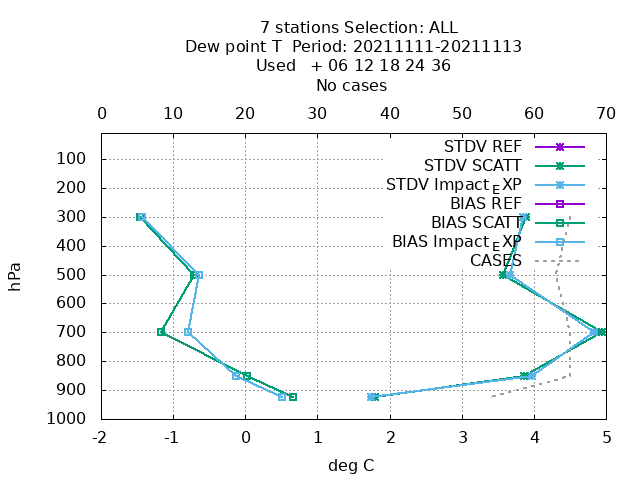 7 stations Selection: ALL
Dew point T  Period: 20211111-20211113
Used   + 06 12 18 24 36
No cases
0 10 20 30 40 50 60 70
STDV REF
STDV SCATT
STDV Impact_EXP
BIAS REF
BIAS SCATT
BIAS Impact_EXP
CASES
100
200
300
400
500
600
700
800
900
1000
hPa
-2 -1 0 1 2 3 4 5
deg C